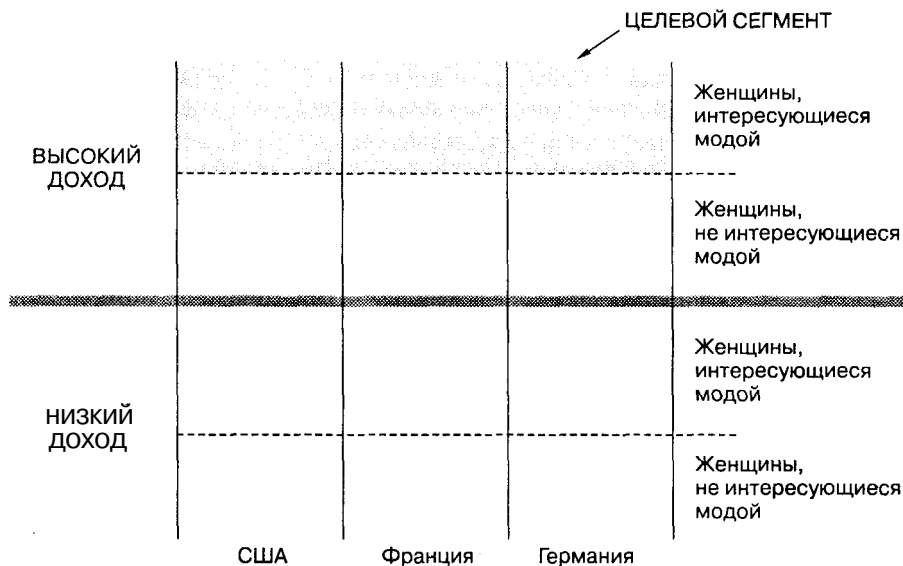 ЦЕЛЕВОЙ СЕГМЕНТ
Женщины,
интересующиеся
модой
ВЫСОКИЙ
ДОХОД
Женщины,
не интересующиеся
модой
Женщины,
интересующиеся
модой
НИЗКИЙ
ДОХОД
Женщины,
не интересующиеся
модой
США Франция Германия